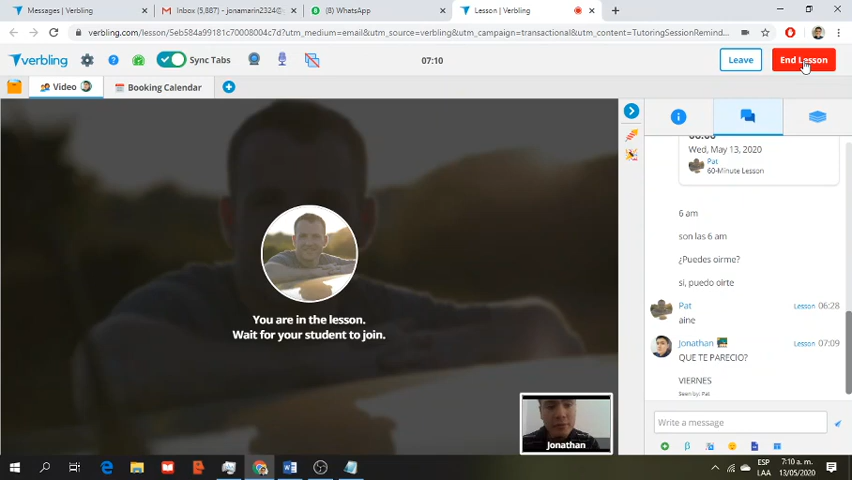 Messages | Verbling
Inbox (5,887) - jonamarin2324@
(8) WhatsApp
Lesson | Verbling
verbling.com/lesson/5eb584a99181c70008004c7d?utm_medium=email&utm_source=verbling&utm_campaign=transactional&utm_content=TutoringSessionRemind...
verbling
Sync Tabs
07:10
Leave
End Lesson
Video
Booking Calendar
Wed, May 13, 2020
Pat
60-Minute Lesson
6 am
son las 6 am
¿Puedes oirme?
si, puedo oirte
Pat
Lesson 06:28
aine
Jonathan
Lesson 07:09
QUE TE PARECIO?
VIERNES
Seen by: Pat
You are in the lesson.
Wait for your student to join.
Jonathan
Write a message
ESP
LAA
7:10 a. m.
13/05/2020